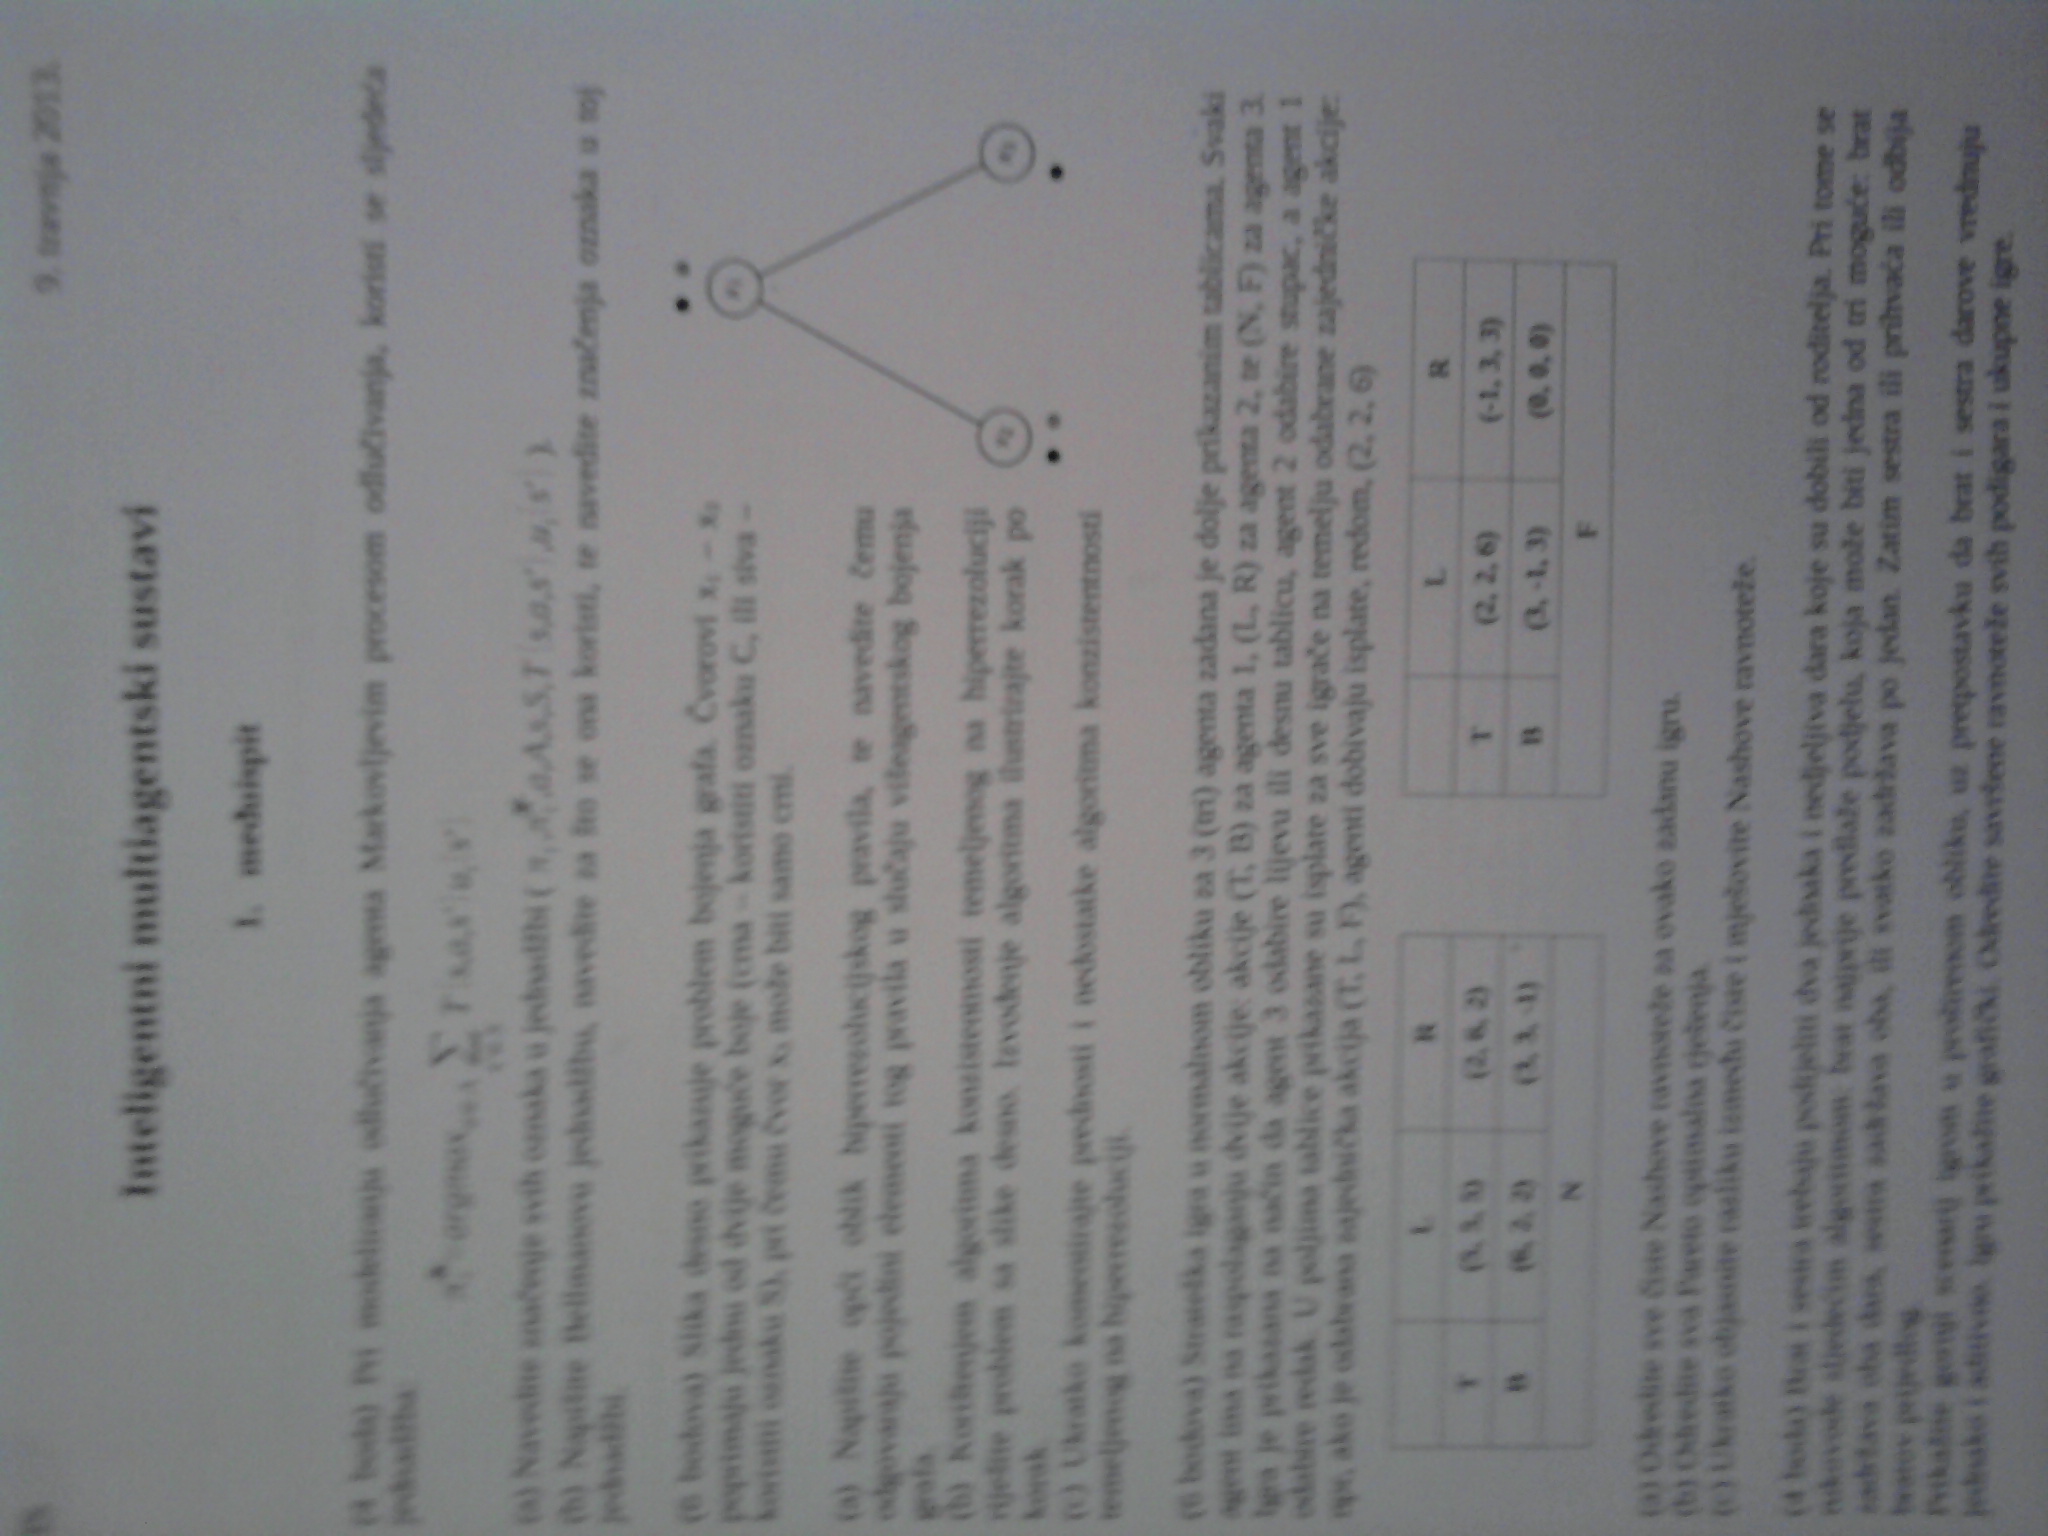 9. travnja 2013.
Inteligentni multiagentski sustavi
1. međuispit
(4 boda) Pri modeliranju odlučivanja agenta Markovljevim procesom odlučivanja, koristi se sljedeća
jednadžba:
π*=argmax a∈A ∑ T(s,a,s')u(s')
(a) Navedite značenje svih oznaka u jednadžbi ( π, π*,a,A,s,S,T(s,a,s'),u(s') ).
(b) Napišite Bellmanovu jednadžbu, navedite za što se ona koristi, te navedite značenja oznaka u toj
jednadžbi.
(6 bodova) Slika desno prikazuje problem bojenja grafa. Čvorovi x₁ – x₃
poprimaju jednu od dvije moguće boje (crna – koristiti oznaku C, ili siva –
koristiti oznaku S), pri čemu čvor x₃ može biti samo crni.
(a) Napišite opći oblik hiperrezolucijskog pravila, te navedite čemu
odgovaraju pojedini elementi tog pravila u slučaju višeagentskog bojenja
grafa.
(b) Korištenjem algoritma konzistentnosti temeljenog na hiperrezoluciji
riješite problem sa slike desno. Izvođenje algoritma ilustrirajte korak po
korak.
(c) Ukratko komentirajte prednosti i nedostatke algoritma konzistentnosti
temeljenog na hiperrezoluciji.
x₁
x₂
x₃
(6 bodova) Strateška igra u normalnom obliku za 3 (tri) agenta zadana je dolje prikazanim tablicama. Svaki
agent ima na raspolaganju dvije akcije: akcije (T, B) za agenta 1, (L, R) za agenta 2, te (N, F) za agenta 3.
Igra je prikazana na način da agent 3 odabire lijevu ili desnu tablicu, agent 2 odabire stupac, a agent 1
odabire redak. U poljima tablice prikazane su isplate za sve igrače na temelju odabrane zajedničke akcije:
npr, ako je odabrana zajednička akcija (T, L, F), agenti dobivaju isplate, redom, (2, 2, 6)
L R
T (5, 5, 5) (2, 6, 2)
B (6, 2, 2) (3, 3, -1)
N
L R
T (2, 2, 6) (-1, 3, 3)
B (3, -1, 3) (0, 0, 0)
F
(a) Odredite sve čiste Nashove ravnoteže za ovako zadanu igru.
(b) Odredite sva Pareto optimalna rješenja.
(c) Ukratko objasnite razliku između čiste i mješovite Nashove ravnoteže.
(4 boda) Brat i sestra trebaju podijeliti dva jednaka i nedjeljiva dara koje su dobili od roditelja. Pri tome se
rukovode sljedećim algoritmom: brat najprije predlaže podjelu, koja može biti jedna od tri moguće: brat
zadržava oba dara, sestra zadržava oba, ili svatko zadržava po jedan. Zatim sestra ili prihvaća ili odbija
bratov prijedlog.
Prikažite gornji scenarij igrom u proširenom obliku, uz pretpostavku da brat i sestra darove vrednuju
jednako i aditivno. Igru prikažite grafički. Odredite savršene ravnoteže svih podigara i ukupne igre.